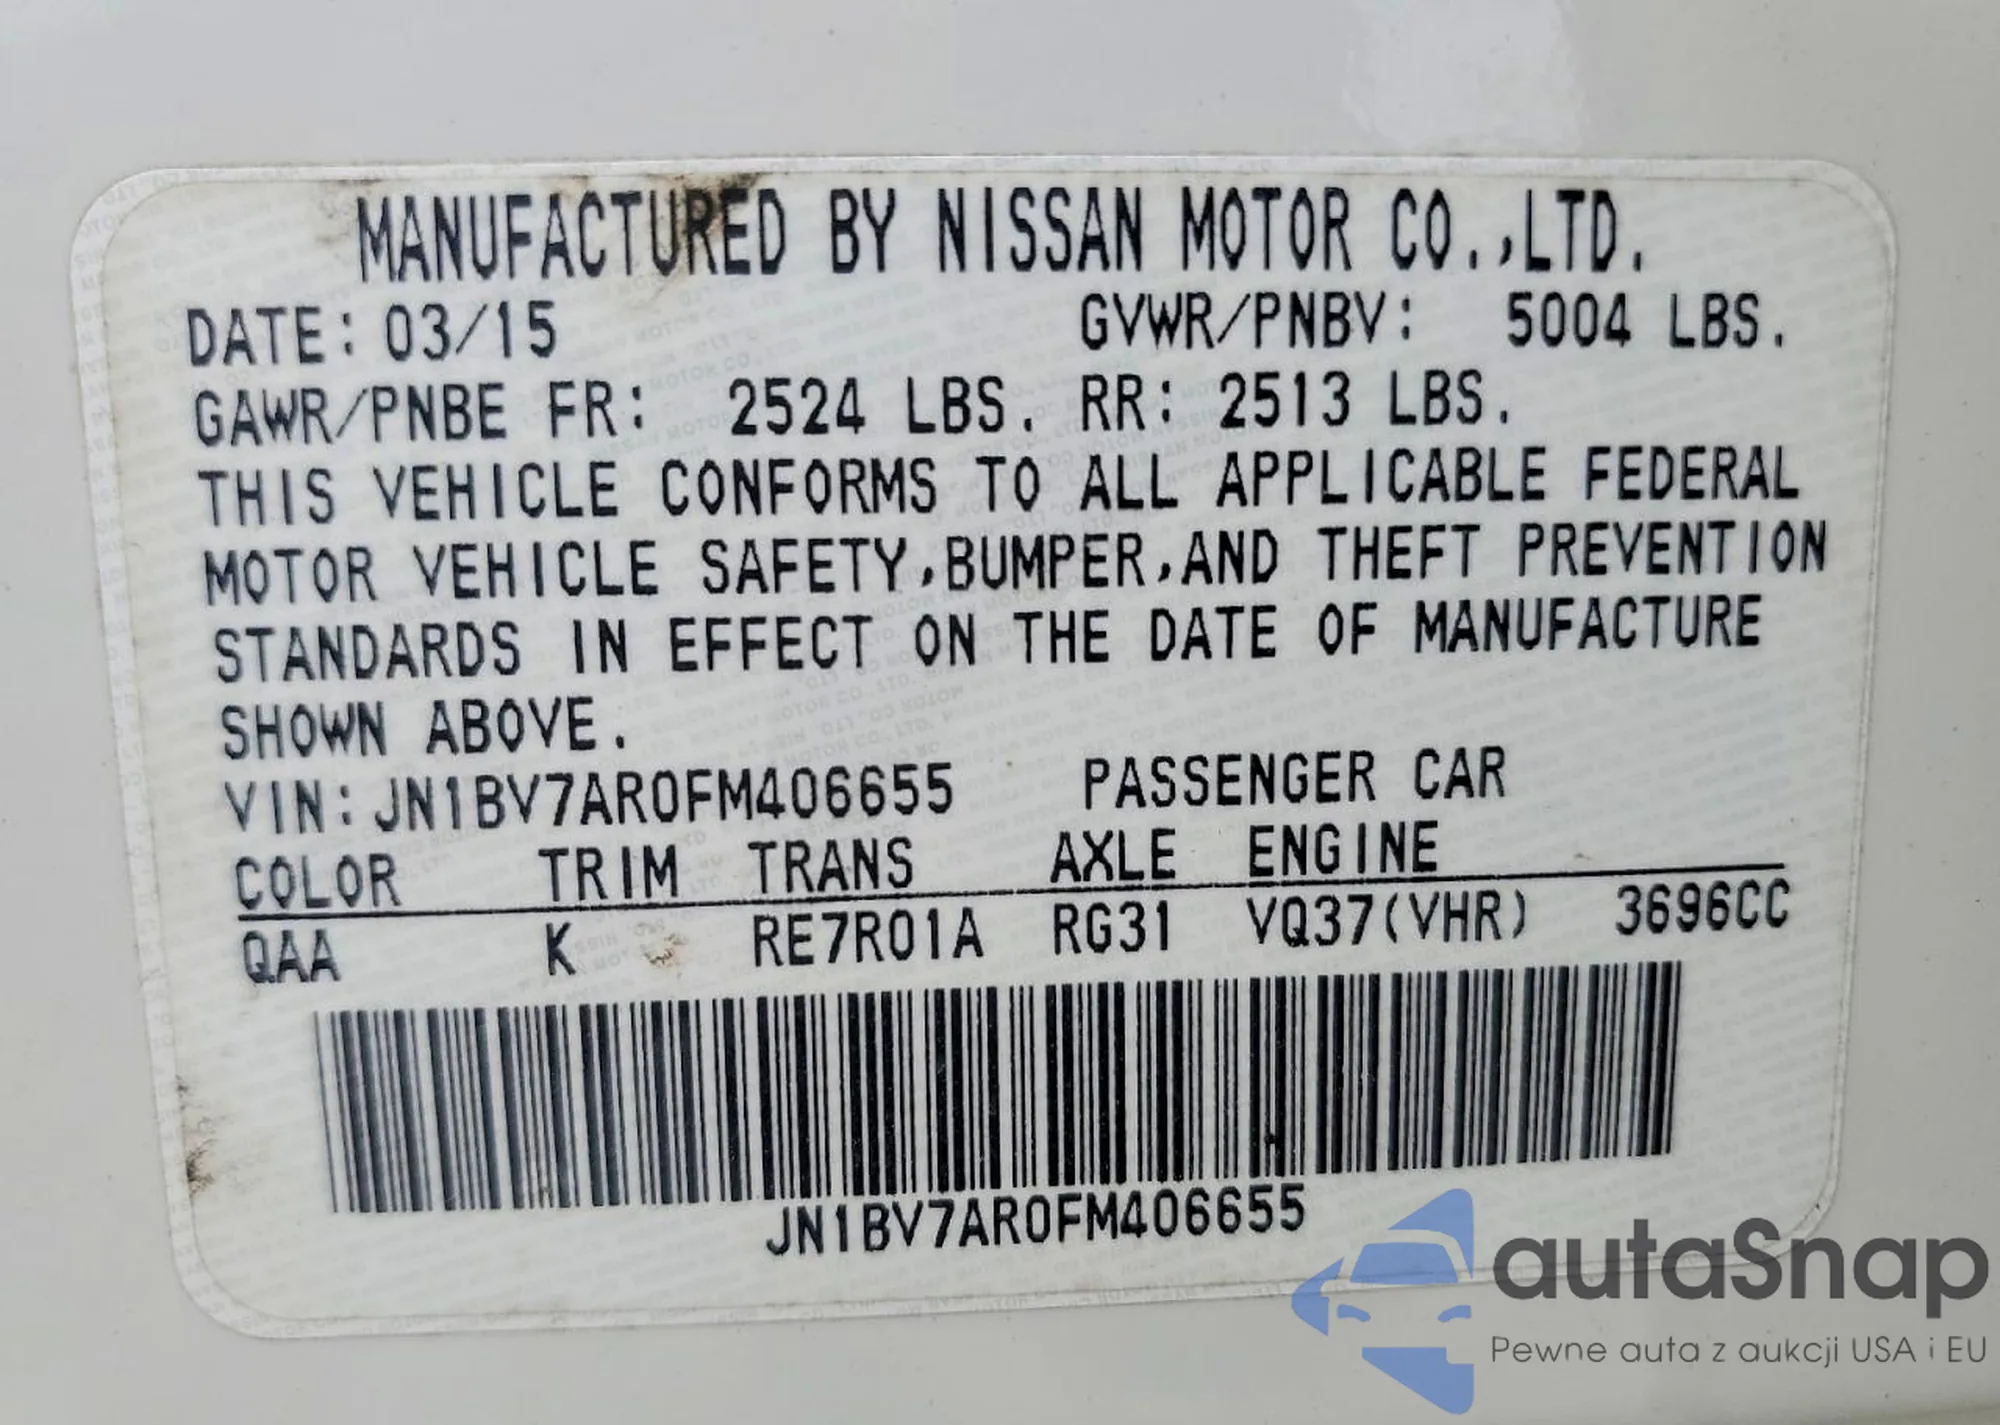 MANUFACTURED BY NISSAN MOTOR CO.,LTD.
DATE: 03/15 GVWR/PNBV: 5004 LBS.
GAWR/PNBE FR: 2524 LBS. RR: 2513 LBS.
THIS VEHICLE CONFORMS TO ALL APPLICABLE FEDERAL
MOTOR VEHICLE SAFETY,BUMPER,AND THEFT PREVENTION
STANDARDS IN EFFECT ON THE DATE OF MANUFACTURE
SHOWN ABOVE.
VIN:JN1BV7AR0FM406655 PASSENGER CAR
COLOR TRIM TRANS AXLE ENGINE
QAA K RE7R01A RG31 VQ37(VHR) 3696CC
JN1BV7AR0FM406655
autaSnap
Pewne auta z aukcji USA i EU